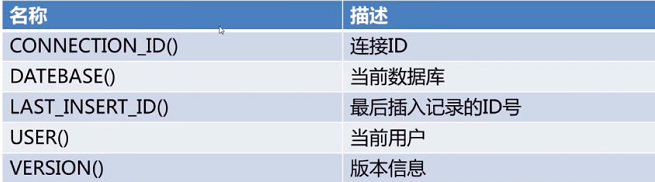 名称 描述
CONNECTION_ID() 连接ID
DATEBASE() 当前数据库
LAST_INSERT_ID() 最后插入记录的ID号
USER() 当前用户
VERSION() 版本信息